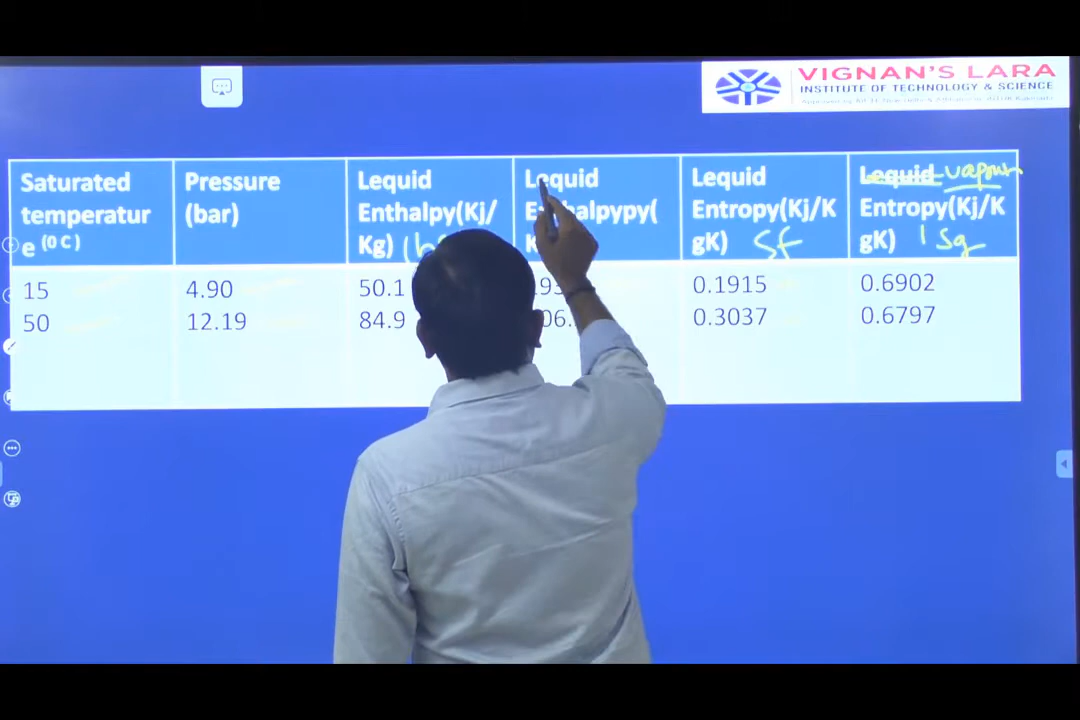 VIGNAN'S LARA
INSTITUTE OF TECHNOLOGY & SCIENCE
Saturated
temperatur
e (0 C)
Pressure
(bar)
Lequid
Enthalpy(Kj/
Kg)
Lequid
Lequid
Entropy(Kj/K
gK) Sf
Lequid vapour
Entropy(Kj/K
gK) Sg
15 4.90 50.1 0.1915 0.6902
50 12.19 84.9 0.3037 0.6797